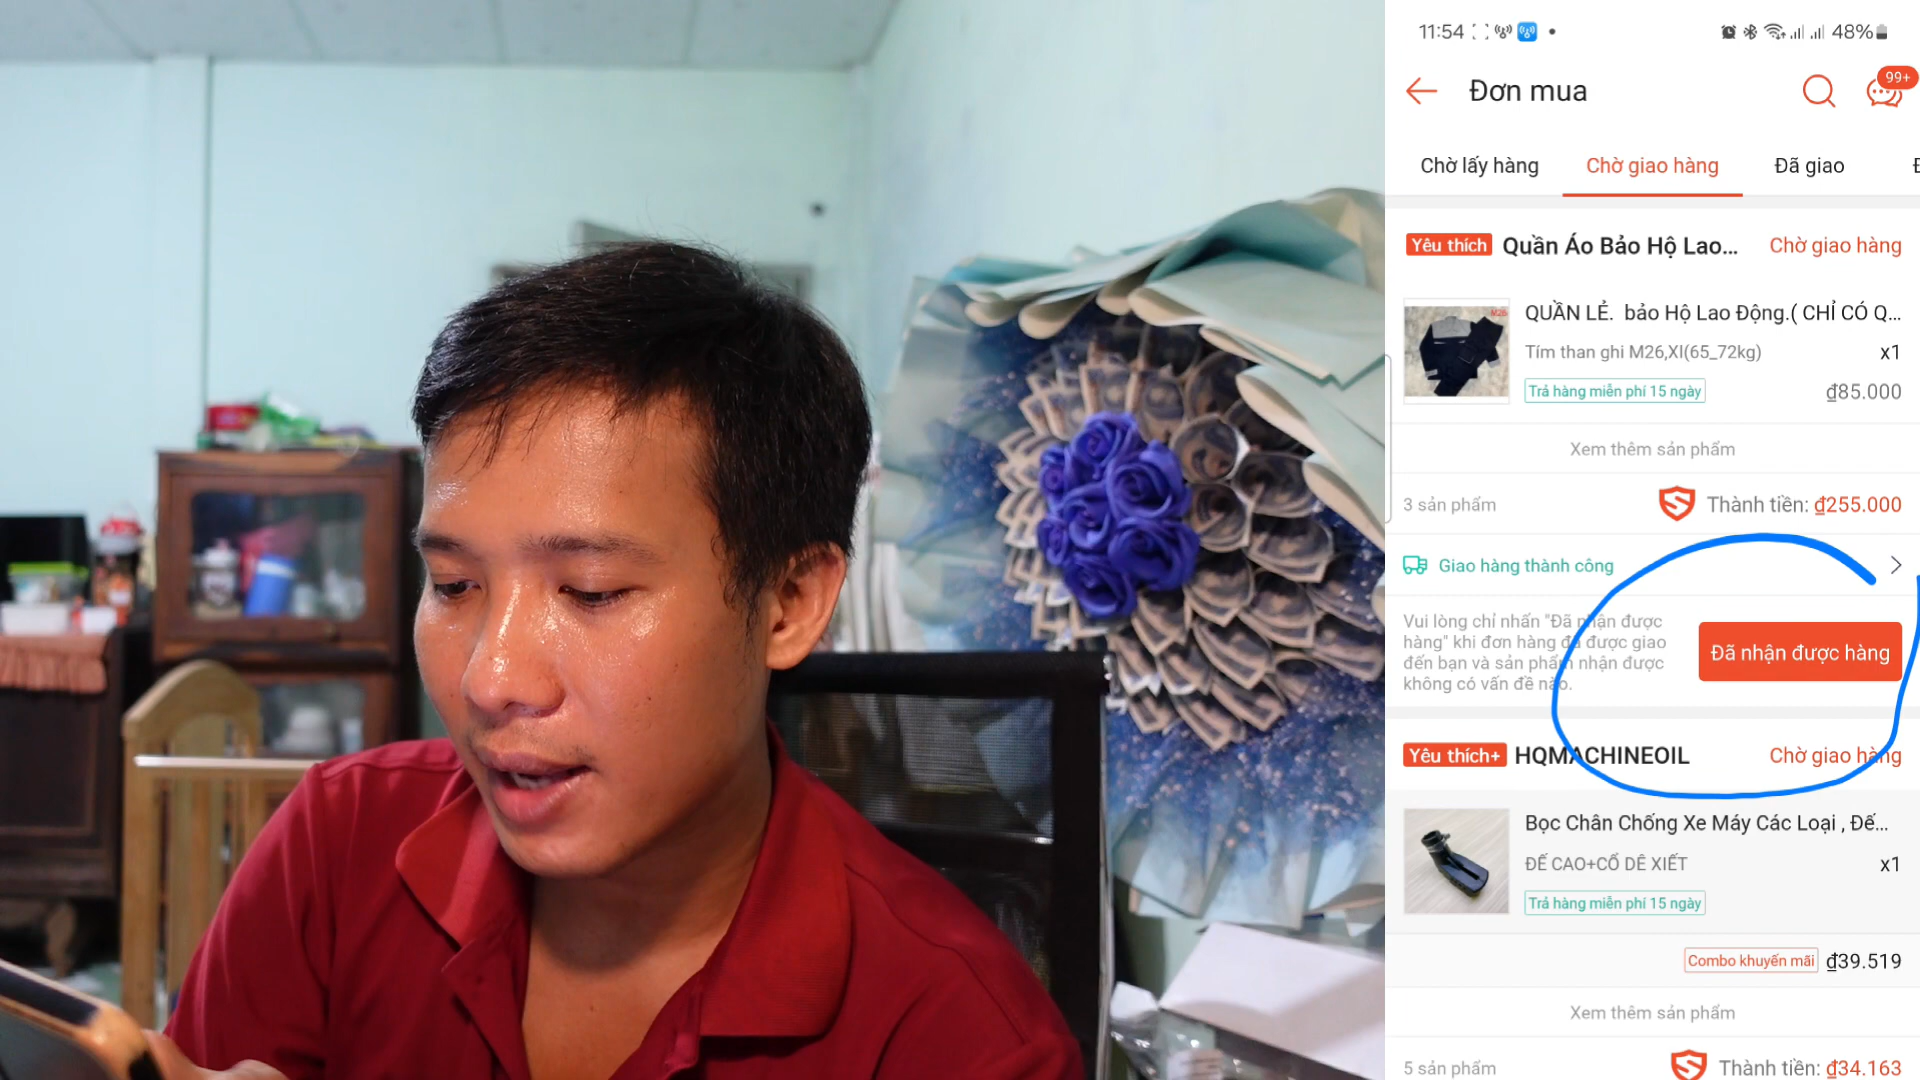 11:54
48%
Đơn mua
99+
Chờ lấy hàng
Chờ giao hàng
Đã giao
Yêu thích
Quần Áo Bảo Hộ Lao...
Chờ giao hàng
M26
QUẦN LẺ. bảo Hộ Lao Động.( CHỈ CÓ Q...
Tím than ghi M26,Xl(65_72kg)
x1
Trả hàng miễn phí 15 ngày
₫85.000
Xem thêm sản phẩm
3 sản phẩm
Thành tiền: ₫255.000
Giao hàng thành công
Vui lòng chỉ nhấn "Đã nhận được
hàng" khi đơn hàng đã được giao
đến bạn và sản phẩm nhận được
không có vấn đề nào.
Đã nhận được hàng
Yêu thích+
HQMACHINEOIL
Chờ giao hàng
Bọc Chân Chống Xe Máy Các Loại , Đế...
ĐẾ CAO+CỔ DÊ XIẾT
x1
Trả hàng miễn phí 15 ngày
Combo khuyến mãi
₫39.519
Xem thêm sản phẩm
5 sản phẩm
Thành tiền: ₫34.163